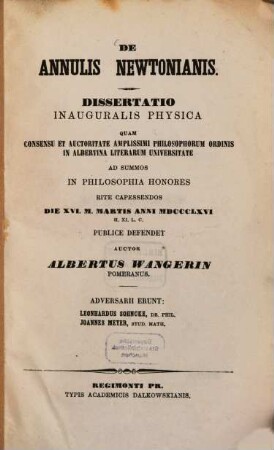 DE
ANNULIS NEWTONIANIS.
DISSERTATIO
INAUGURALIS PHYSICA
QUAM
CONSENSU ET AUCTORITATE AMPLISSIMI PHILOSOPHORUM ORDINIS
IN ALBERTINA LITERARUM UNIVERSITATE
AD SUMMOS
IN PHILOSOPHIA HONORES
RITE CAPESSENDOS
DIE XVI. M. MARTIS ANNI MDCCCLXVI
H. XI. L. C.
PUBLICE DEFENDET
AUCTOR
ALBERTUS WANGERIN
POMERANUS.
ADVERSARII ERUNT:
LEONHARDUS SOHNCKE, DR. PHIL.
JOANNES MEYER, STUD. MATH.
REGIMONTI PR.
TYPIS ACADEMICIS DALKOWSKIANIS.